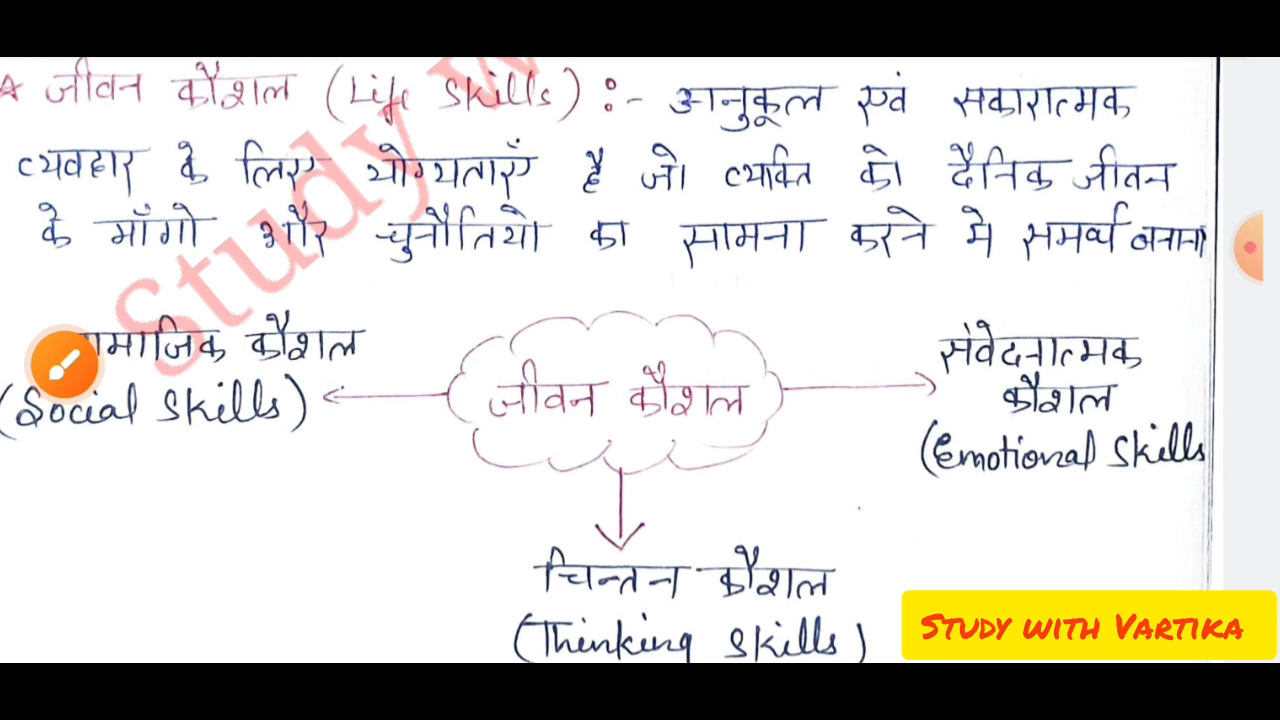 * जीवन कौशल (Life Skills) :- अनुकूल एवं सकारात्मक
व्यवहार के लिए योग्यताएँ है जो व्यक्ति को दैनिक जीवन
के माँगो और चुनौतियो का सामना करने मे समर्थ बनाना
Study w
जीवन कौशल
ामाजिक कौशल
(Social Skills)
संवेदनात्मक
कौशल
(Emotional Skills
चिन्तन कौशल
(Thinking Skills)
STUDY WITH VARTIKA